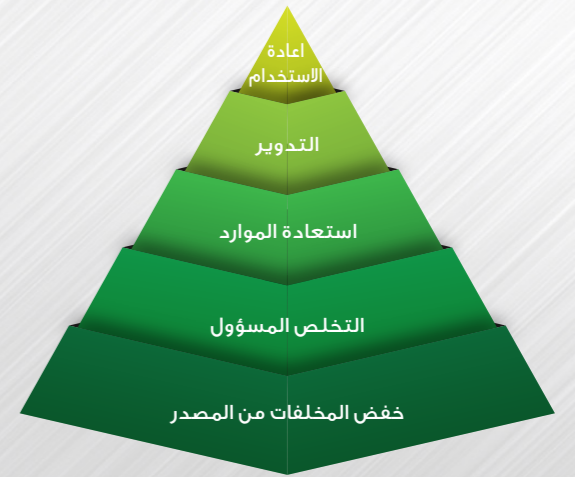 اعادة
الاستخدام
التدوير
استعادة الموارد
التخلص المسؤول
خفض المخلفات من المصدر